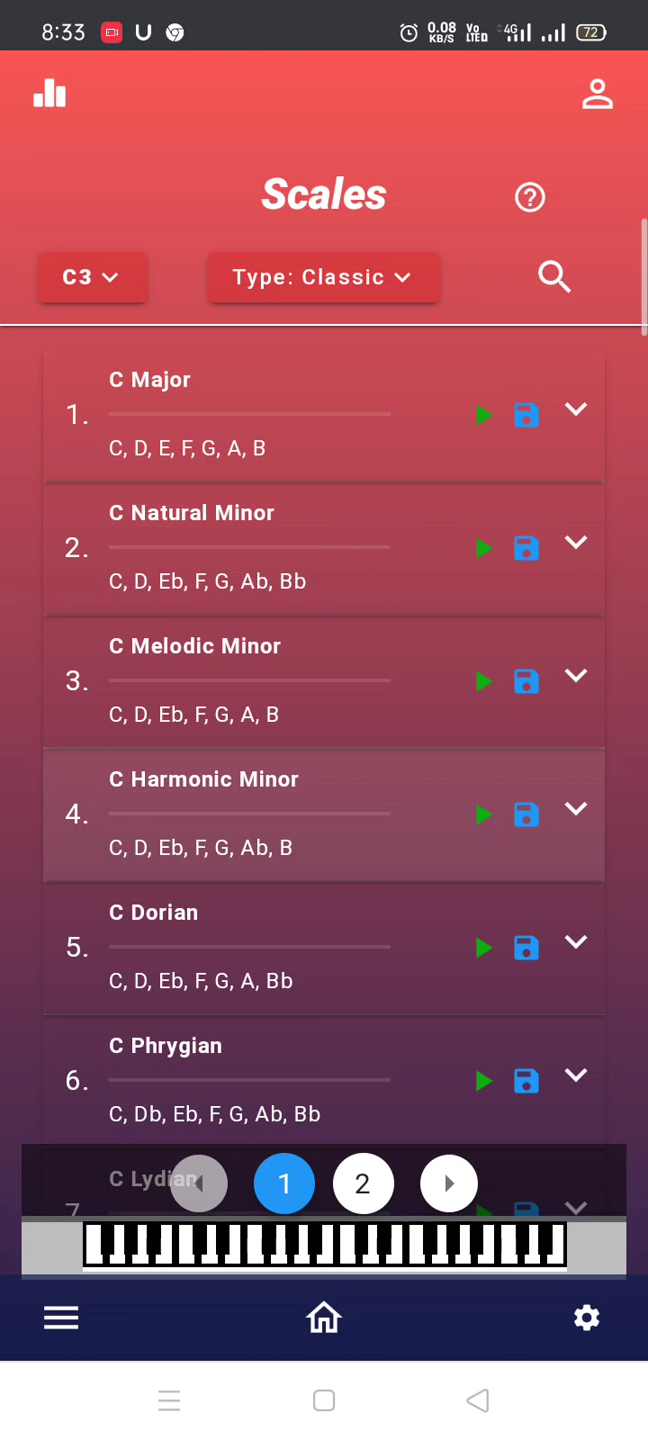 8:33 0.08 KB/S Vo LTED 4G 72
Scales
C3 Type: Classic
C Major
1.
C, D, E, F, G, A, B
C Natural Minor
2.
C, D, Eb, F, G, Ab, Bb
C Melodic Minor
3.
C, D, Eb, F, G, A, B
C Harmonic Minor
4.
C, D, Eb, F, G, Ab, B
C Dorian
5.
C, D, Eb, F, G, A, Bb
C Phrygian
6.
C, Db, Eb, F, G, Ab, Bb
C Lydian
7.
1 2